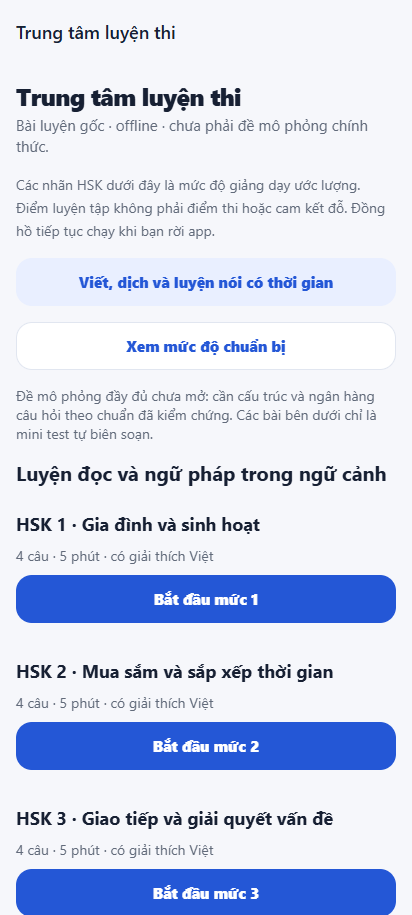 Trung tâm luyện thi
Trung tâm luyện thi
Bài luyện gốc · offline · chưa phải đề mô phỏng chính
thức.
Các nhãn HSK dưới đây là mức độ giảng dạy ước lượng.
Điểm luyện tập không phải điểm thi hoặc cam kết đỗ. Đồng
hồ tiếp tục chạy khi bạn rời app.
Viết, dịch và luyện nói có thời gian
Xem mức độ chuẩn bị
Đề mô phỏng đầy đủ chưa mở: cần cấu trúc và ngân hàng
câu hỏi theo chuẩn đã kiểm chứng. Các bài bên dưới chỉ là
mini test tự biên soạn.
Luyện đọc và ngữ pháp trong ngữ cảnh
HSK 1 · Gia đình và sinh hoạt
4 câu · 5 phút · có giải thích Việt
Bắt đầu mức 1
HSK 2 · Mua sắm và sắp xếp thời gian
4 câu · 5 phút · có giải thích Việt
Bắt đầu mức 2
HSK 3 · Giao tiếp và giải quyết vấn đề
4 câu · 5 phút · có giải thích Việt
Bắt đầu mức 3